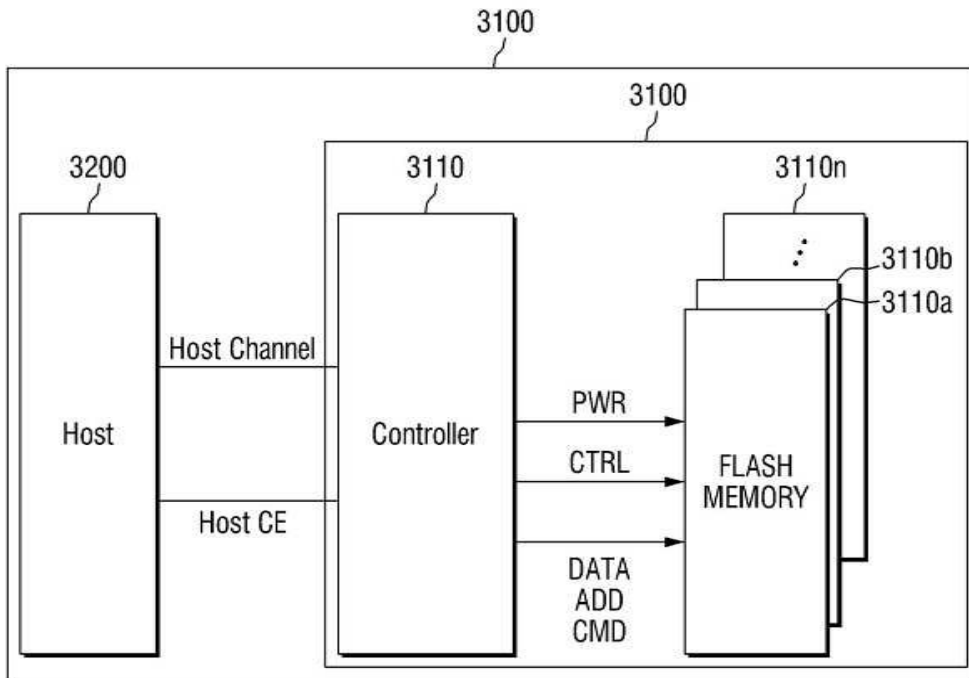 3100
3100
3200
3110
3110n
3110b
3110a
Host Channel
PWR
Host
Controller
CTRL
FLASH
MEMORY
Host CE
DATA
ADD
CMD